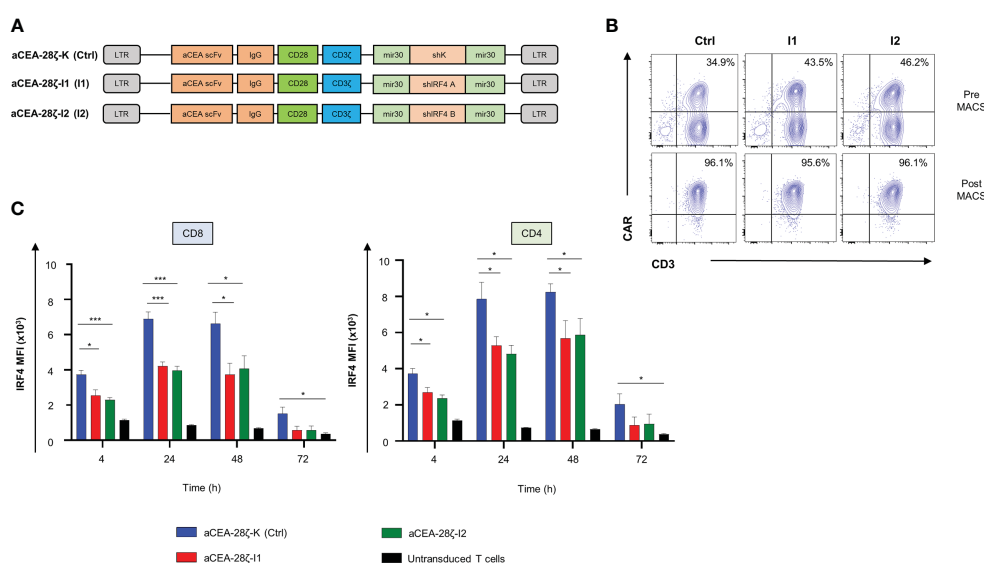 A
aCEA-28ζ-K (Ctrl) LTR aCEA scFv IgG CD28 CD3ζ mir30 shK mir30 LTR
aCEA-28ζ-I1 (I1) LTR aCEA scFv IgG CD28 CD3ζ mir30 shIRF4 A mir30 LTR
aCEA-28ζ-I2 (I2) LTR aCEA scFv IgG CD28 CD3ζ mir30 shIRF4 B mir30 LTR
B
Ctrl I1 I2
34.9% 43.5% 46.2%
Pre
MACS
96.1% 95.6% 96.1%
Post
MACS
CAR
CD3
C
CD8
IRF4 MFI (x10³)
10
8
6
4
2
0
*** * *** *** * * *
4 24 48 72
Time (h)
CD4
IRF4 MFI (x10³)
10
8
6
4
2
0
* * * * * * *
4 24 48 72
Time (h)
aCEA-28ζ-K (Ctrl)
aCEA-28ζ-I1
aCEA-28ζ-I2
Untransduced T cells